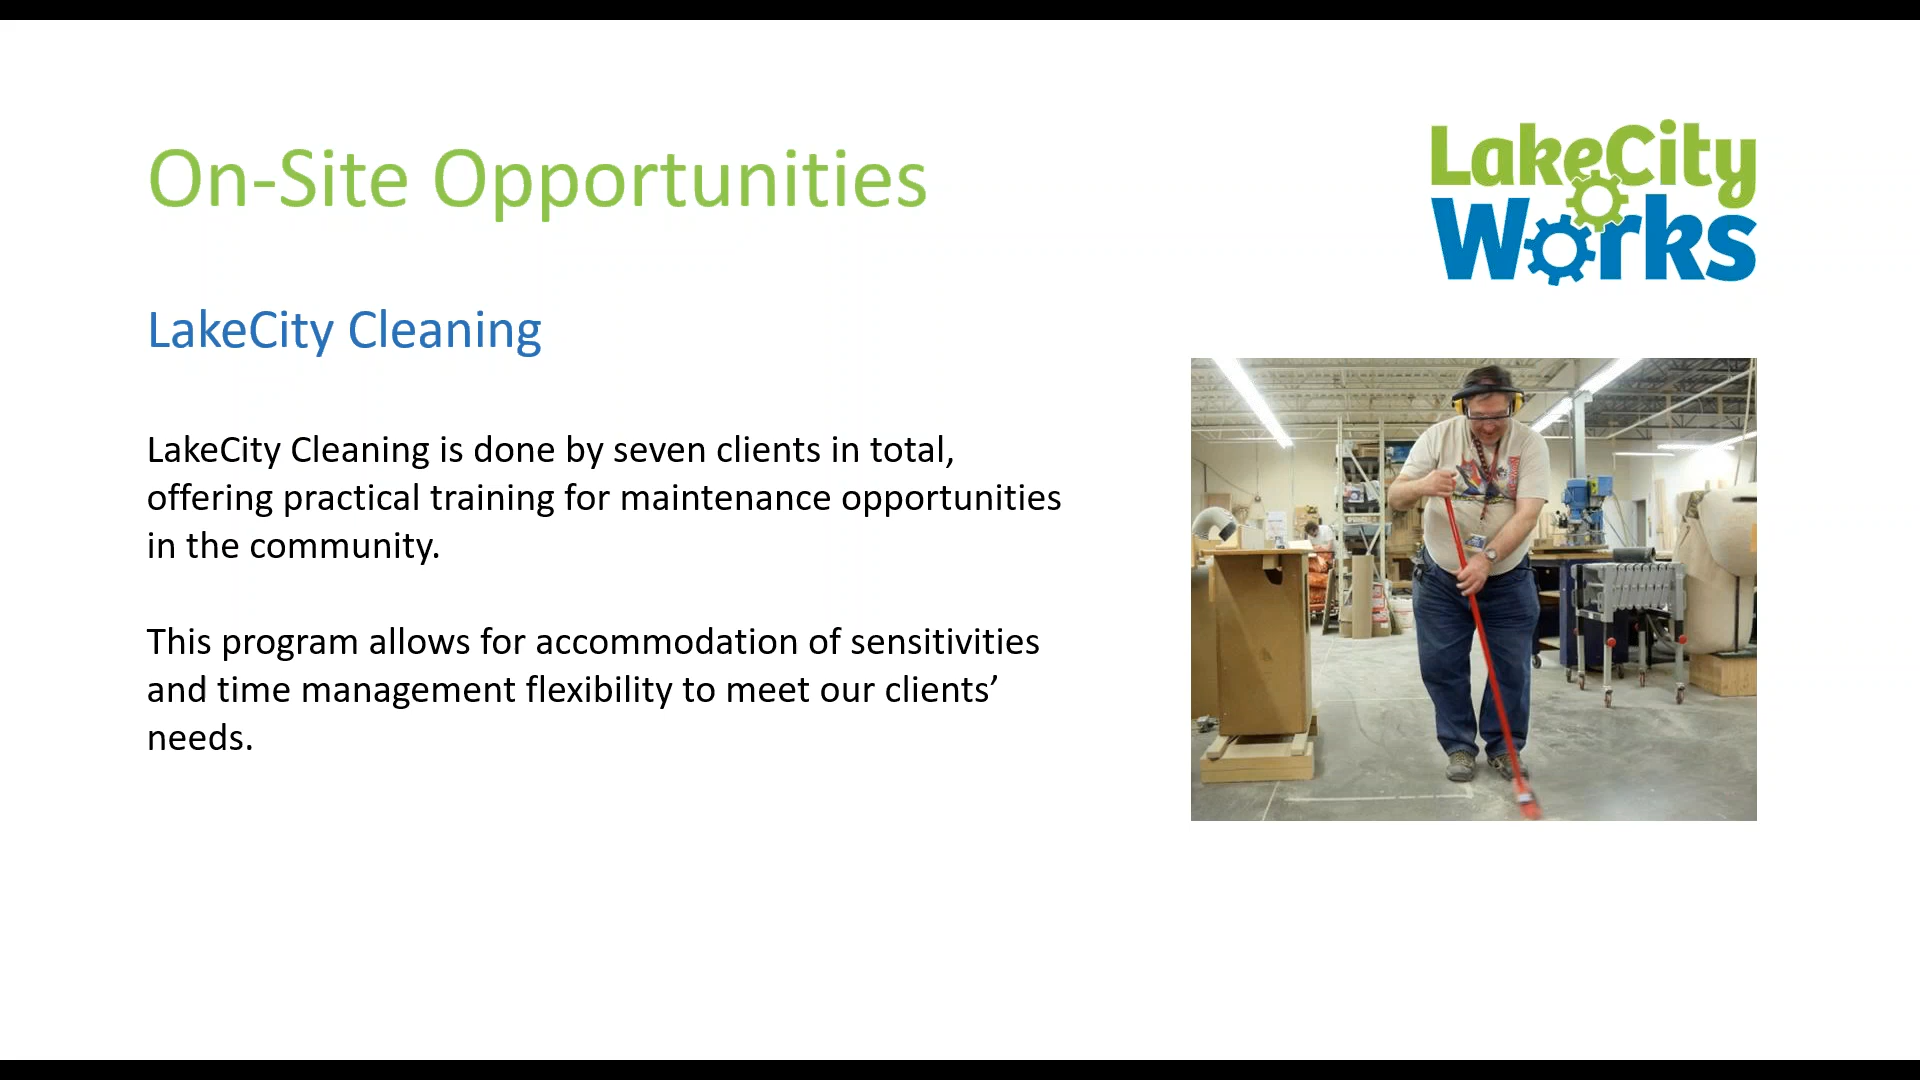 On-Site Opportunities
LakeCity
Works
LakeCity Cleaning
LakeCity Cleaning is done by seven clients in total,
offering practical training for maintenance opportunities
in the community.
This program allows for accommodation of sensitivities
and time management flexibility to meet our clients’
needs.